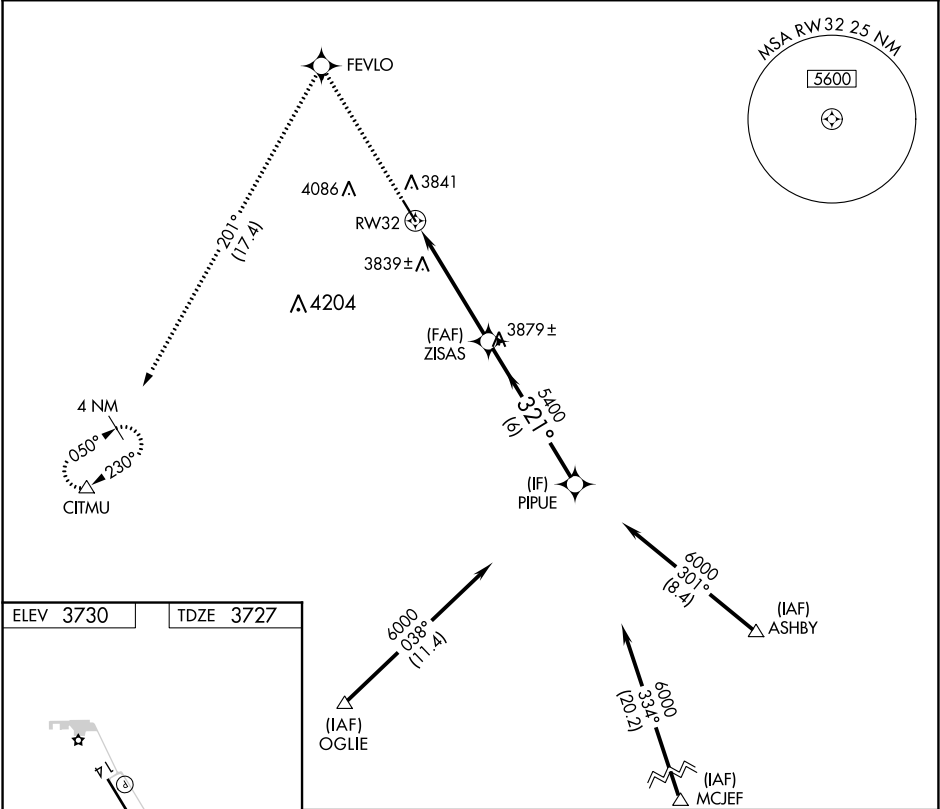 MSA RW32 25 NM
5600
FEVLO
4086
3841
RW32
201°
(17.4)
3839±
4204
(FAF)
ZISAS
3879±
5400
321°
(6)
4 NM
050°
230°
CITMU
(IF)
PIPUE
6000
301°
(8.4)
(IAF)
ASHBY
6000
038°
(11.4)
(IAF)
OGLIE
6000
334°
(20.2)
(IAF)
MCJEF
ELEV 3730
TDZE 3727
14
P